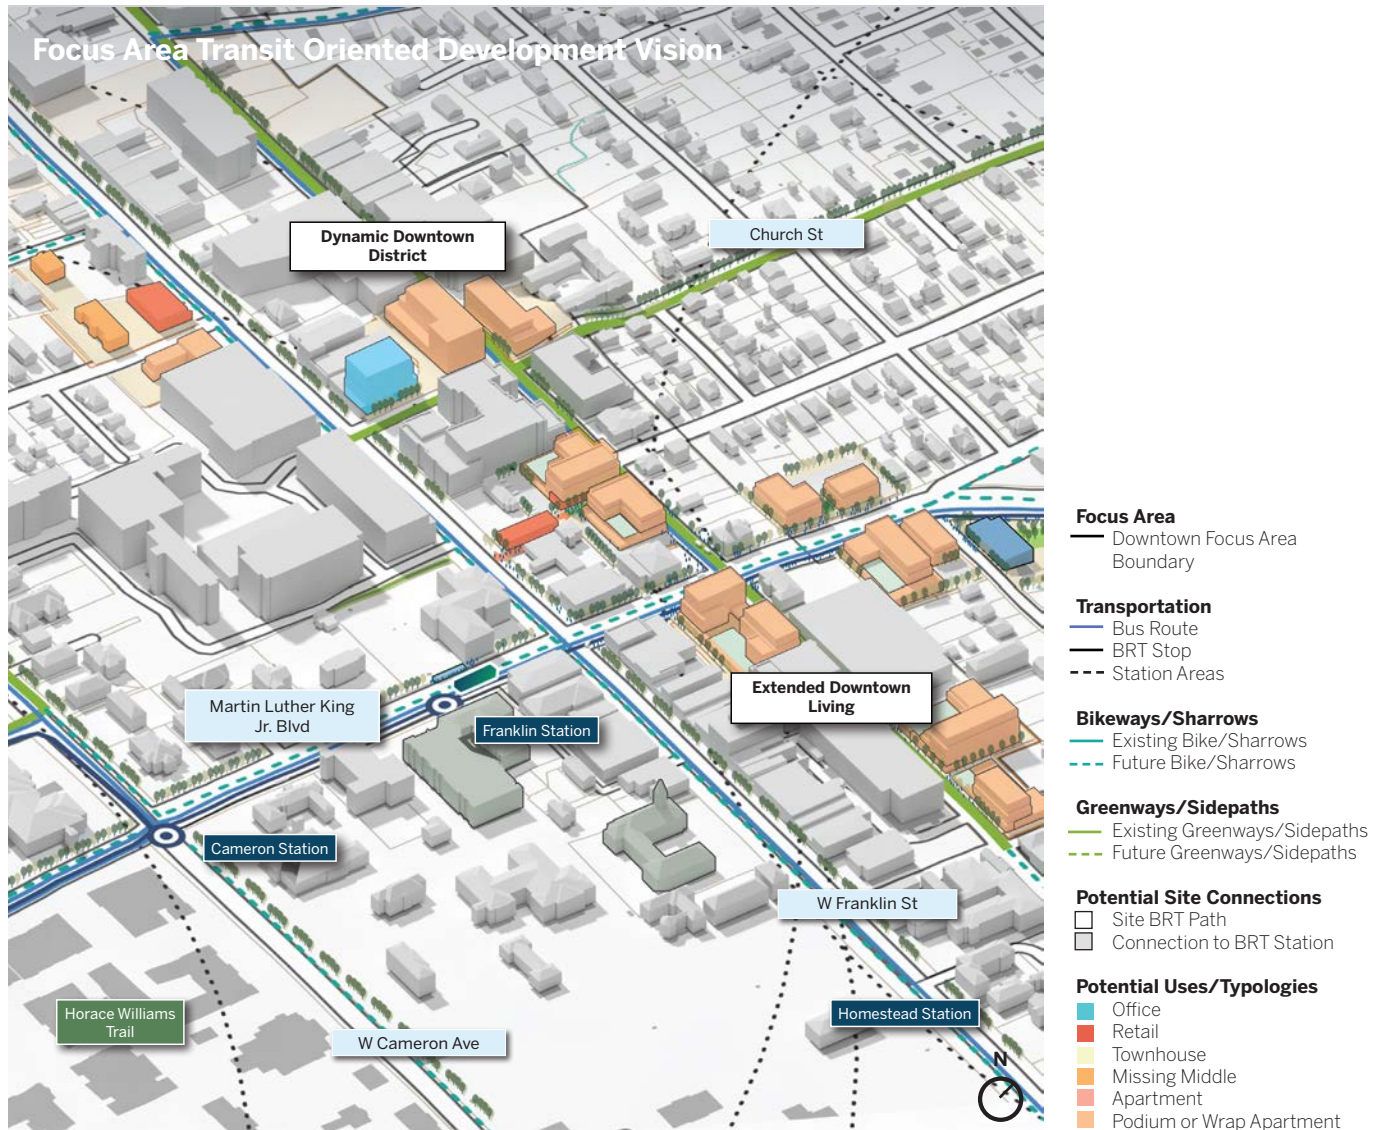 Focus Area Transit Oriented Development Vision
Dynamic Downtown
District
Church St
Martin Luther King
Jr. Blvd
Franklin Station
Extended Downtown
Living
Cameron Station
W Franklin St
Horace Williams
Trail
W Cameron Ave
Homestead Station
N
Focus Area
Downtown Focus Area
Boundary
Transportation
Bus Route
BRT Stop
Station Areas
Bikeways/Sharrows
Existing Bike/Sharrows
Future Bike/Sharrows
Greenways/Sidepaths
Existing Greenways/Sidepaths
Future Greenways/Sidepaths
Potential Site Connections
Site BRT Path
Connection to BRT Station
Potential Uses/Typologies
Office
Retail
Townhouse
Missing Middle
Apartment
Podium or Wrap Apartment